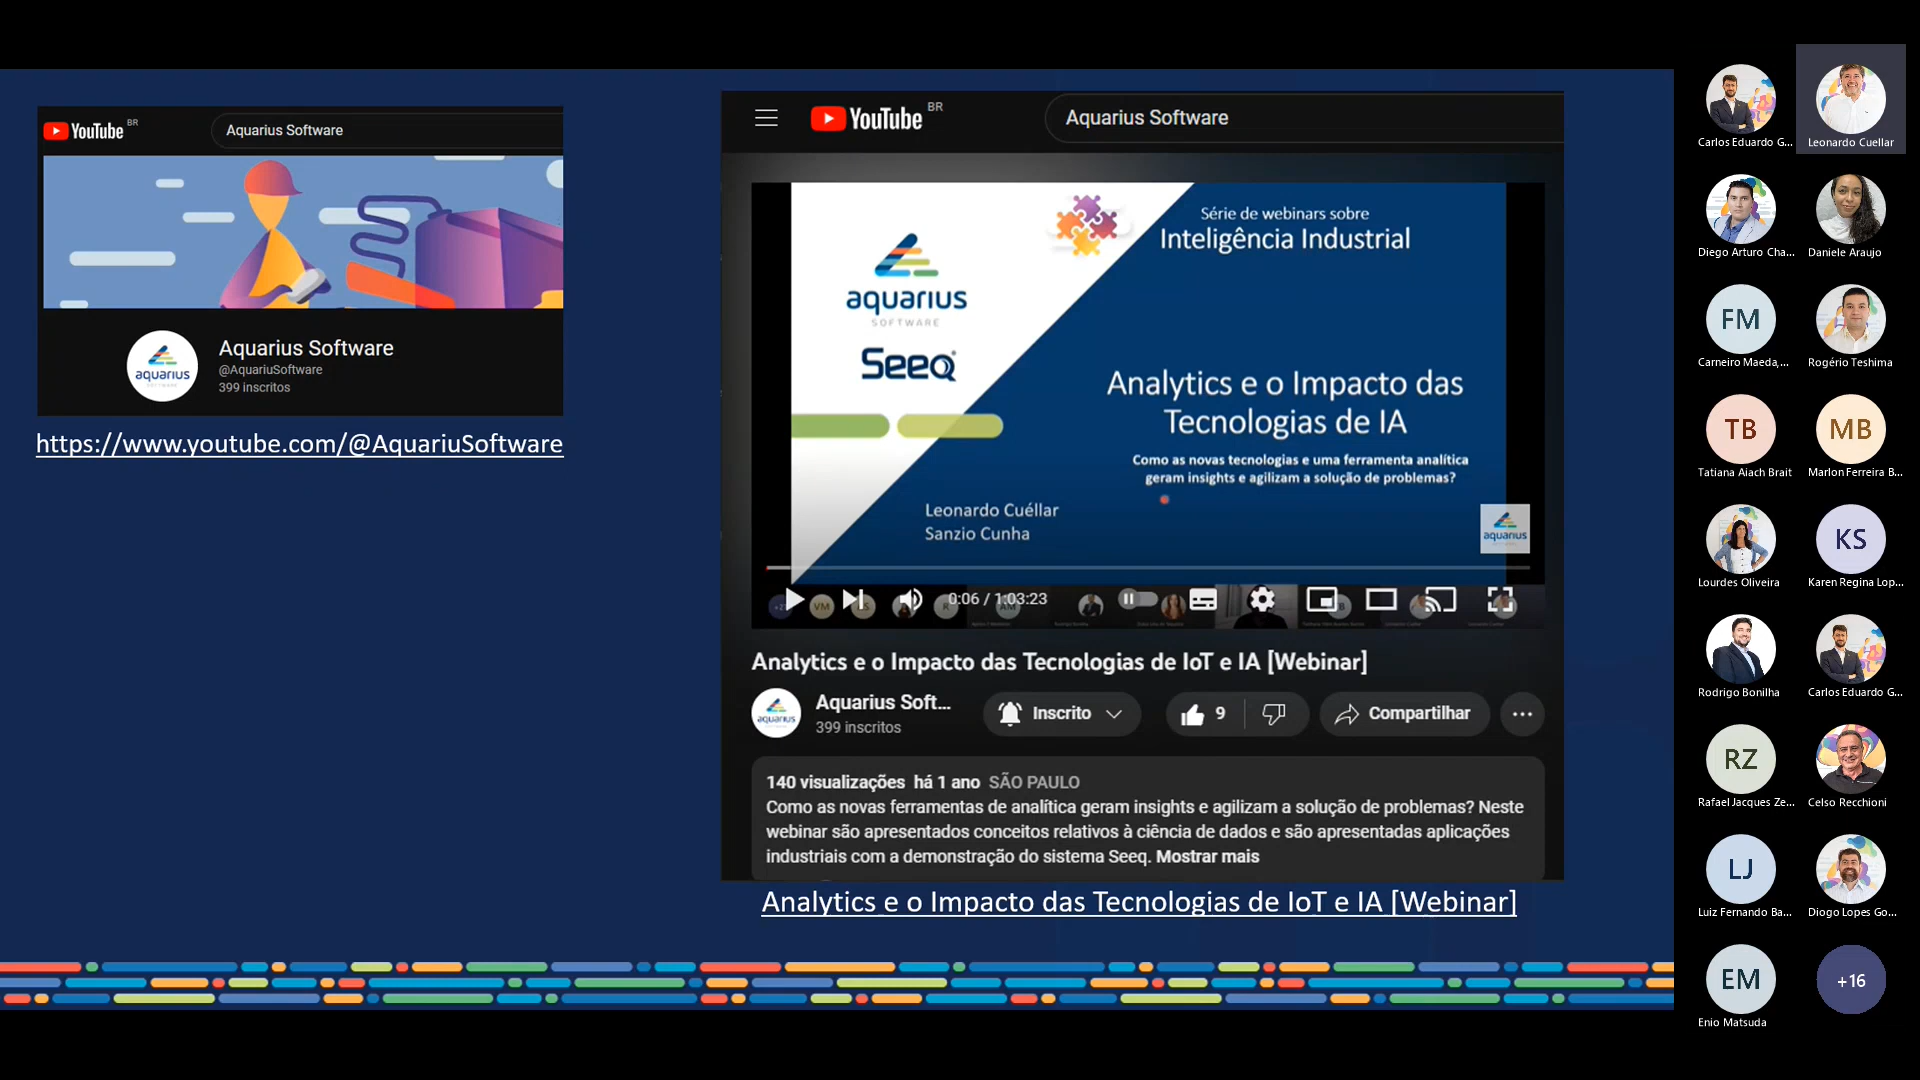 YouTube BR
Aquarius Software
aquarius
SOFTWARE
Aquarius Software
@AquariuSoftware
399 inscritos
https://www.youtube.com/@AquariuSoftware
YouTube BR
Aquarius Software
Série de webinars sobre
Inteligência Industrial
aquarius
SOFTWARE
Seeq
Analytics e o Impacto das
Tecnologias de IA
Como as novas tecnologias e uma ferramenta analítica
geram insights e agilizam a solução de problemas?
Leonardo Cuéllar
Sanzio Cunha
aquarius
0:06 / 1:03:23
VM
Analytics e o Impacto das Tecnologias de IoT e IA [Webinar]
aquarius
Aquarius Soft...
399 inscritos
Inscrito
9
Compartilhar
140 visualizações há 1 ano SÃO PAULO
Como as novas ferramentas de analítica geram insights e agilizam a solução de problemas? Neste
webinar são apresentados conceitos relativos à ciência de dados e são apresentadas aplicações
industriais com a demonstração do sistema Seeq. Mostrar mais
Analytics e o Impacto das Tecnologias de IoT e IA [Webinar]
Carlos Eduardo G...
Leonardo Cuellar
Diego Arturo Cha...
Daniele Araujo
FM
Carneiro Maeda,...
Rogério Teshima
TB
Tatiana Aiach Brait
MB
Marlon Ferreira B...
Lourdes Oliveira
KS
Karen Regina Lop...
Rodrigo Bonilha
Carlos Eduardo G...
RZ
Rafael Jacques Ze...
Celso Recchioni
LJ
Luiz Fernando Ba...
Diogo Lopes Go...
EM
Enio Matsuda
+16